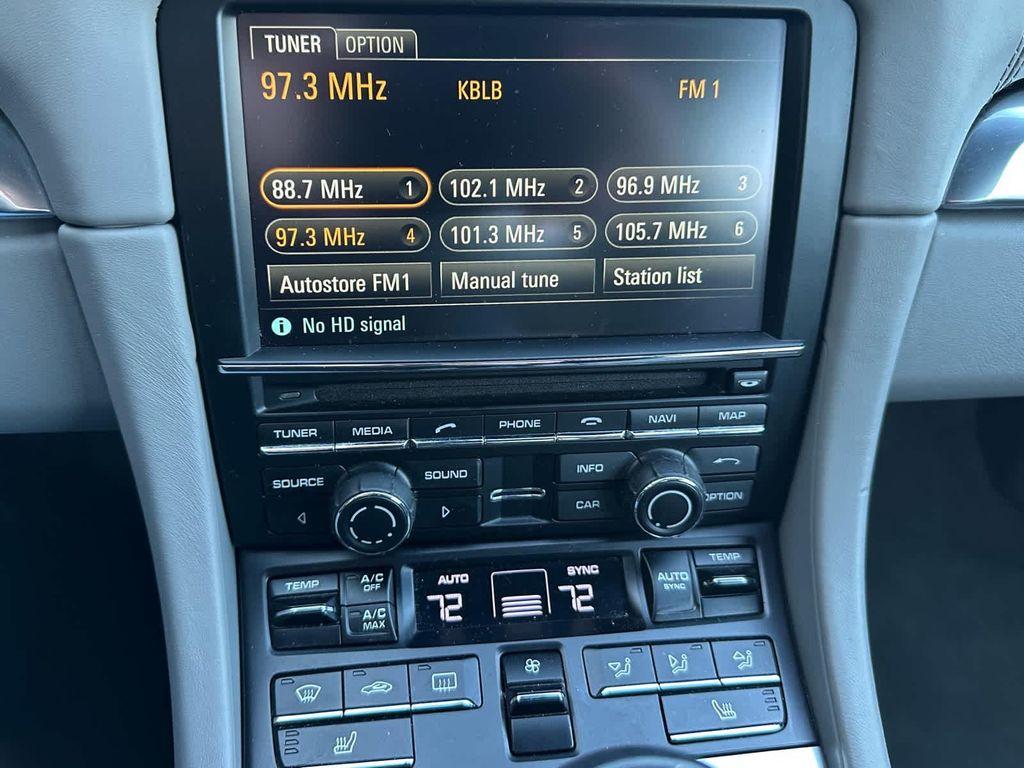 TUNER OPTION
97.3 MHz KBLB FM 1
88.7 MHz 1 102.1 MHz 2 96.9 MHz 3
97.3 MHz 4 101.3 MHz 5 105.7 MHz 6
Autostore FM1 Manual tune Station list
i No HD signal
TUNER MEDIA PHONE NAVI MAP
SOURCE SOUND INFO
CAR OPTION
TEMP A/C OFF AUTO SYNC AUTO SYNC TEMP
A/C MAX 72 72